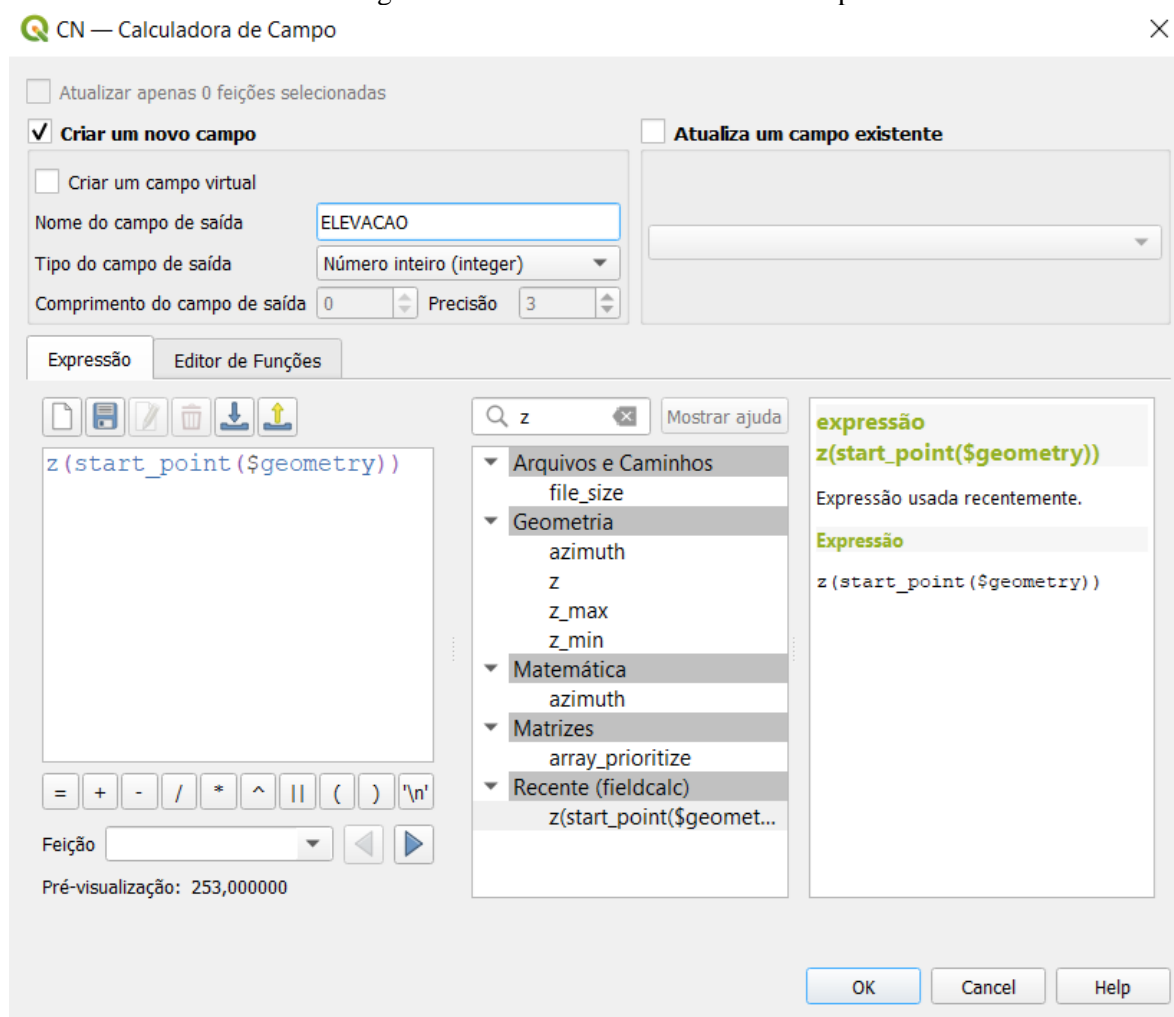 CN — Calculadora de Campo
Atualizar apenas 0 feições selecionadas
Criar um novo campo
Atualiza um campo existente
Criar um campo virtual
Nome do campo de saída ELEVACAO
Tipo do campo de saída Número inteiro (integer)
Comprimento do campo de saída 0 Precisão 3
Expressão Editor de Funções
z(start_point($geometry))
= + - / * ^ || ( ) '\n'
Feição
Pré-visualização: 253,000000
z Mostrar ajuda
Arquivos e Caminhos
file_size
Geometria
azimuth
z
z_max
z_min
Matemática
azimuth
Matrizes
array_prioritize
Recente (fieldcalc)
z(start_point($geomet...
expressão
z(start_point($geometry))
Expressão usada recentemente.
Expressão
z(start_point($geometry))
OK Cancel Help